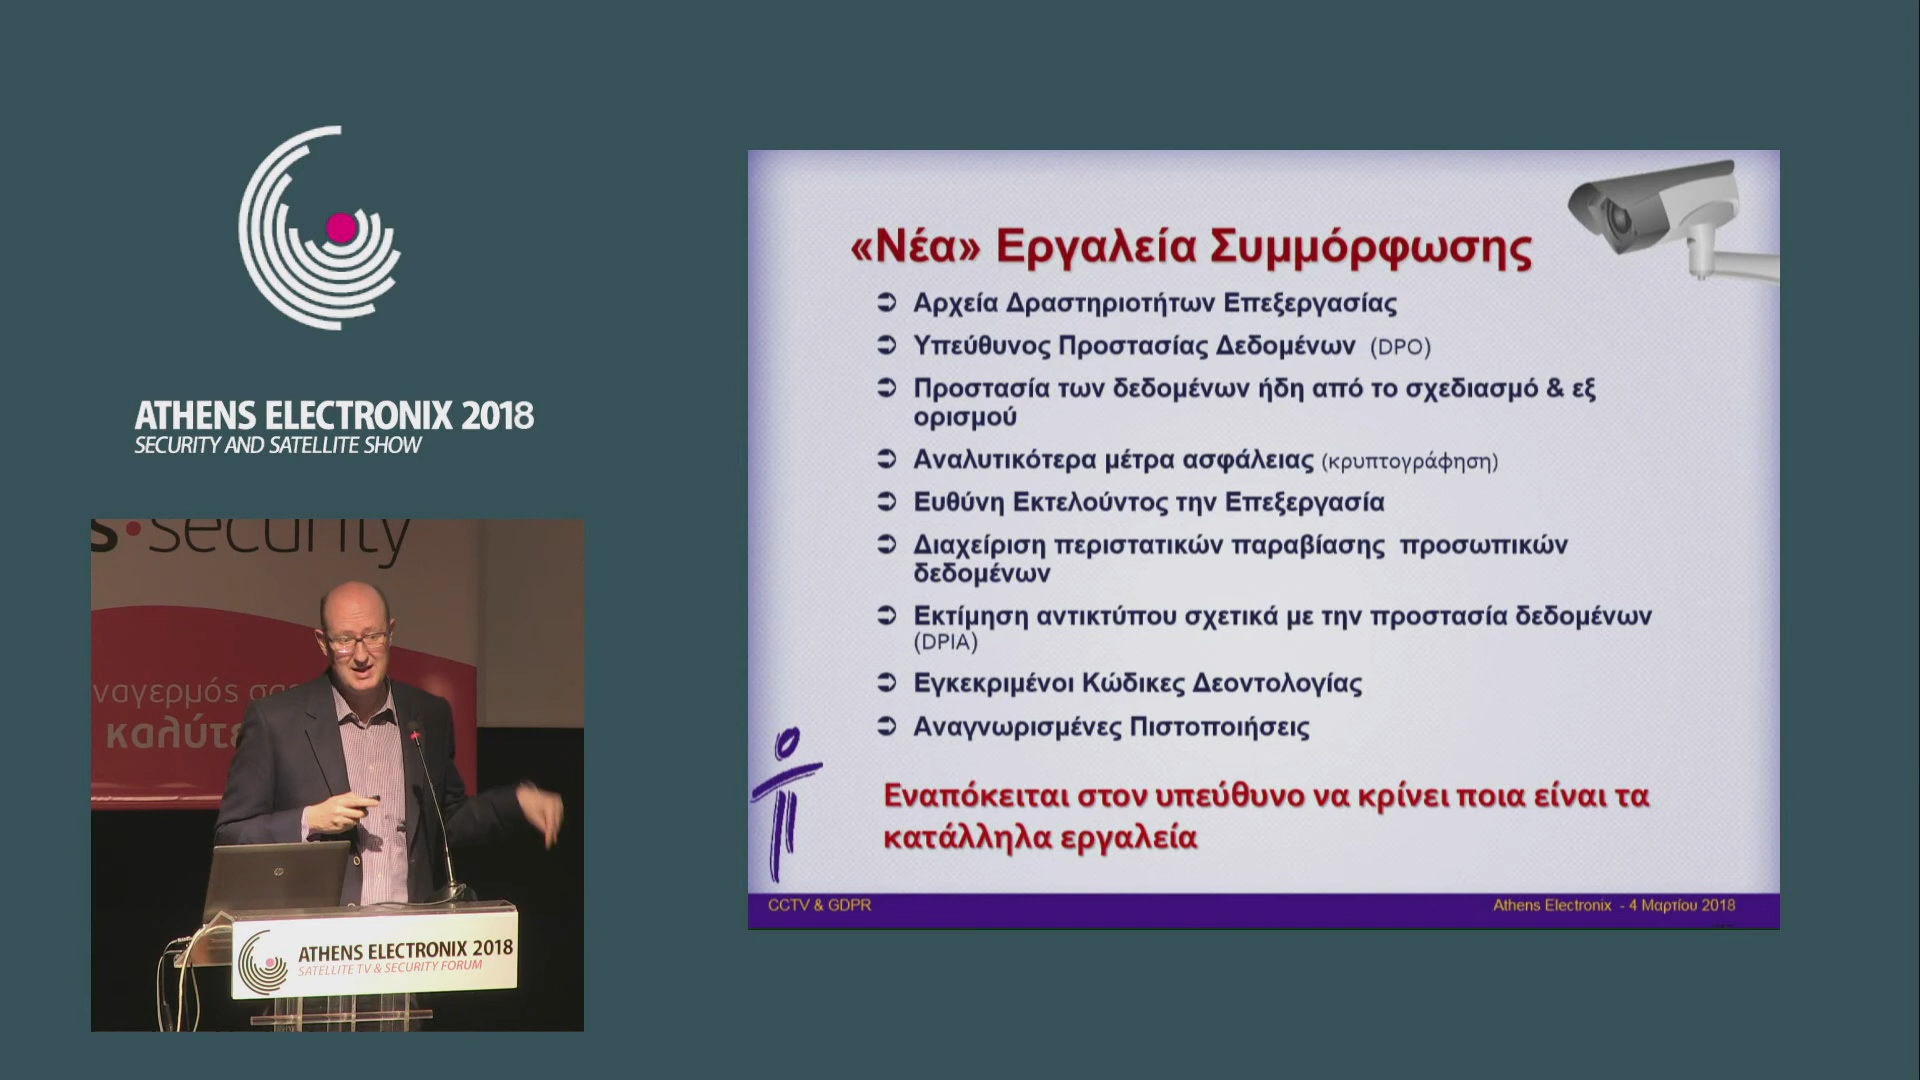 ATHENS ELECTRONIX 2018
SECURITY AND SATELLITE SHOW
s·security
ναγερμός
καλύτε
hp
ATHENS ELECTRONIX 2018
SATELLITE TV & SECURITY FORUM
«Νέα» Εργαλεία Συμμόρφωσης
➲ Αρχεία Δραστηριοτήτων Επεξεργασίας
➲ Υπεύθυνος Προστασίας Δεδομένων (DPO)
➲ Προστασία των δεδομένων ήδη από το σχεδιασμό & εξ
ορισμού
➲ Αναλυτικότερα μέτρα ασφάλειας (κρυπτογράφηση)
➲ Ευθύνη Εκτελούντος την Επεξεργασία
➲ Διαχείριση περιστατικών παραβίασης προσωπικών
δεδομένων
➲ Εκτίμηση αντικτύπου σχετικά με την προστασία δεδομένων
(DPIA)
➲ Εγκεκριμένοι Κώδικες Δεοντολογίας
➲ Αναγνωρισμένες Πιστοποιήσεις
Εναπόκειται στον υπεύθυνο να κρίνει ποια είναι τα
κατάλληλα εργαλεία
CCTV & GDPR
Athens Electronix - 4 Μαρτίου 2018